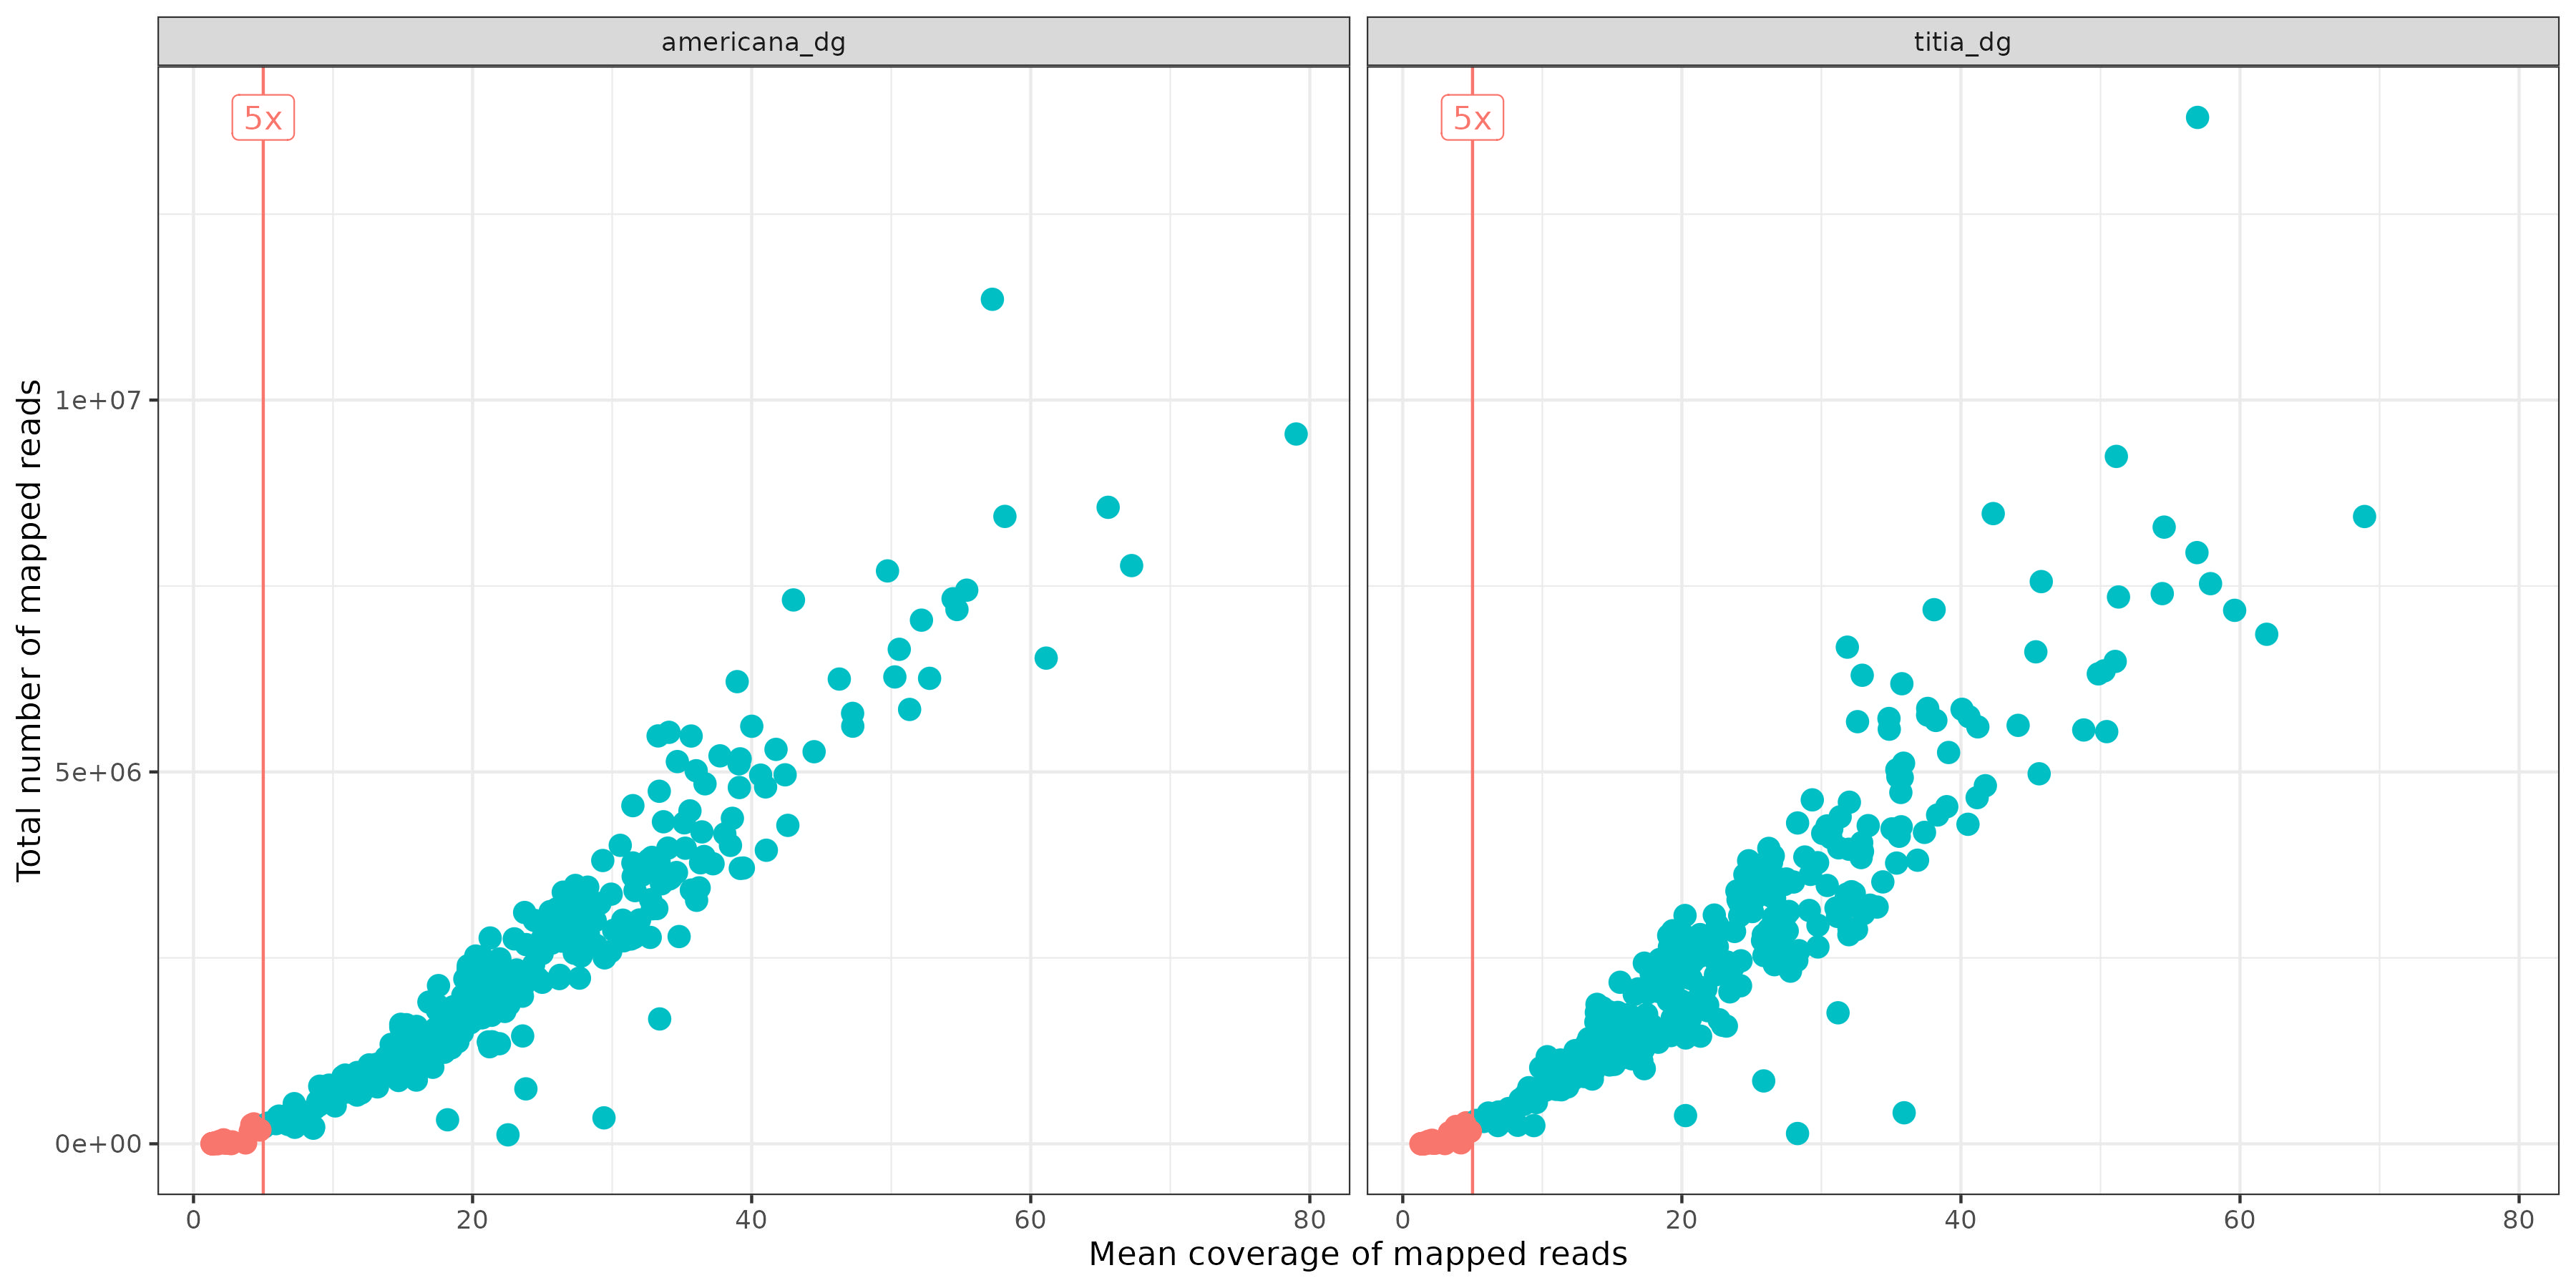 americana_dg
titia_dg
5x
5x
Total number of mapped reads
1e+07
5e+06
0e+00
0 20 40 60 80
0 20 40 60 80
Mean coverage of mapped reads